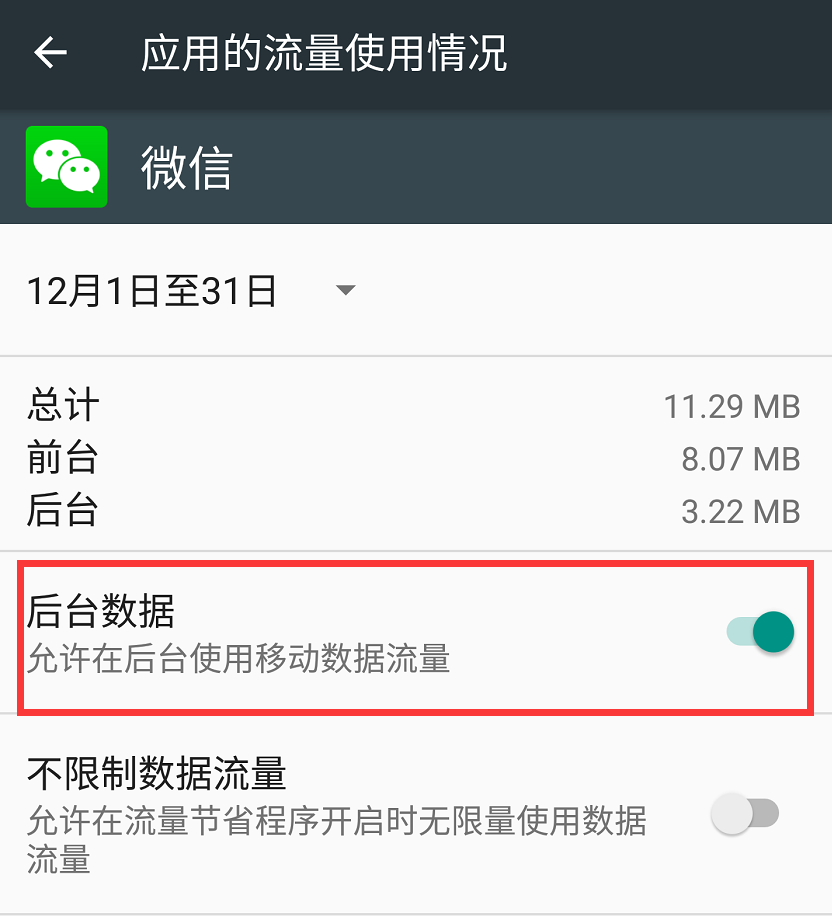 应用的流量使用情况
微信
12月1日至31日
总计 11.29 MB
前台 8.07 MB
后台 3.22 MB
后台数据
允许在后台使用移动数据流量
不限制数据流量
允许在流量节省程序开启时无限量使用数据
流量